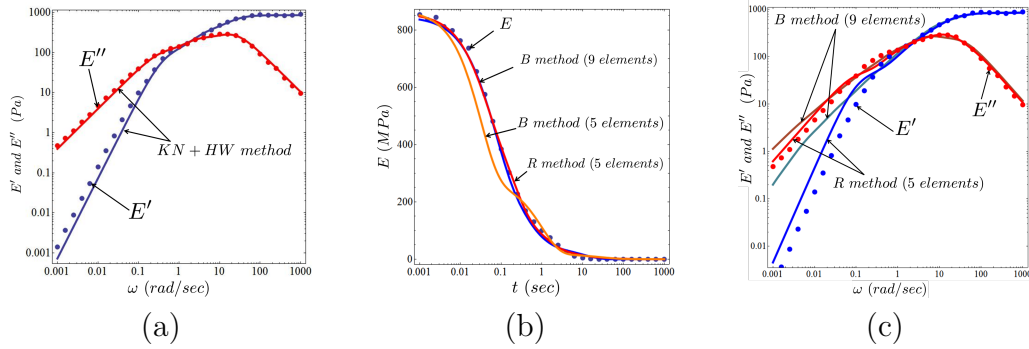 1000
100
10
1
0.1
0.01
0.001
E' and E'' (Pa)
E''
KN + HW method
E'
0.001 0.01 0.1 1 10 100 1000
ω (rad/sec)
(a)
800
600
400
200
0
E (MPa)
E
B method (9 elements)
B method (5 elements)
R method (5 elements)
0.001 0.01 0.1 1 10 100 1000
t (sec)
(b)
1000
100
10
1
0.1
0.01
E' and E'' (Pa)
B method (9 elements)
E''
E'
R method (5 elements)
0.001 0.01 0.1 1 10 100 1000
ω (rad/sec)
(c)